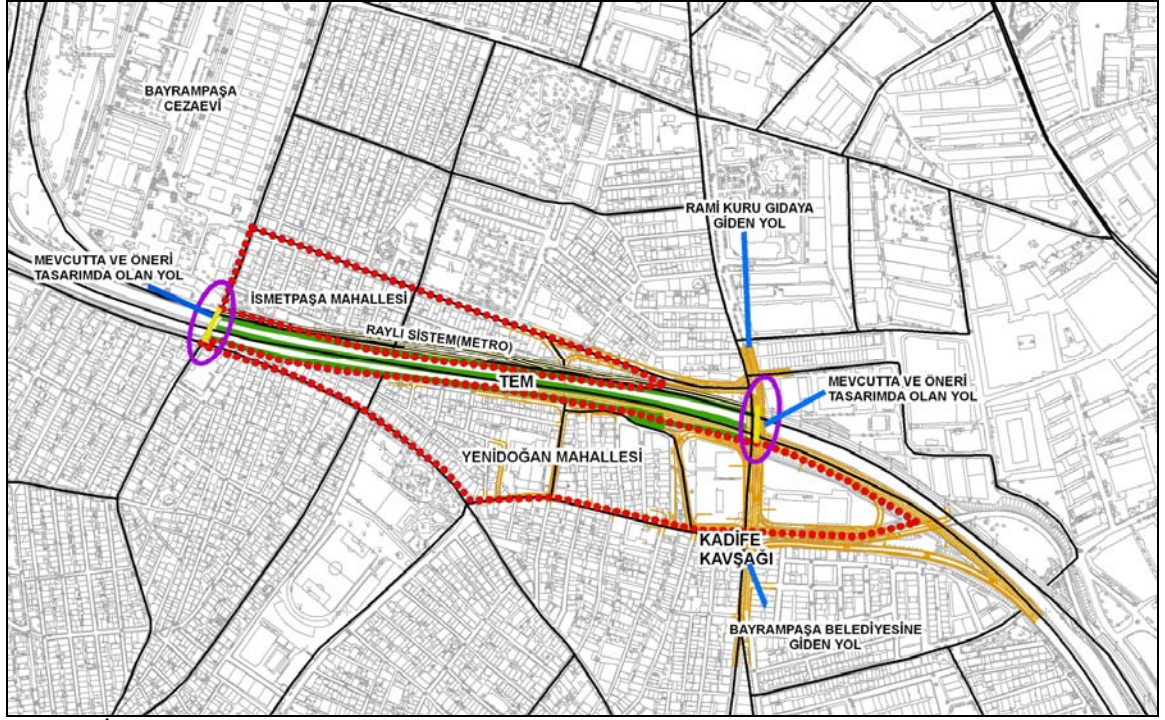 BAYRAMPAŞA
CEZAEVİ
RAMİ KURU GIDAYA
GİDEN YOL
MEVCUTTA VE ÖNERİ
TASARIMDA OLAN YOL
İSMETPAŞA MAHALLESİ
RAYLI SİSTEM(METRO)
TEM
MEVCUTTA VE ÖNERİ
TASARIMDA OLAN YOL
YENİDOĞAN MAHALLESİ
KADİFE
KAVŞAĞI
BAYRAMPAŞA BELEDİYESİNE
GİDEN YOL